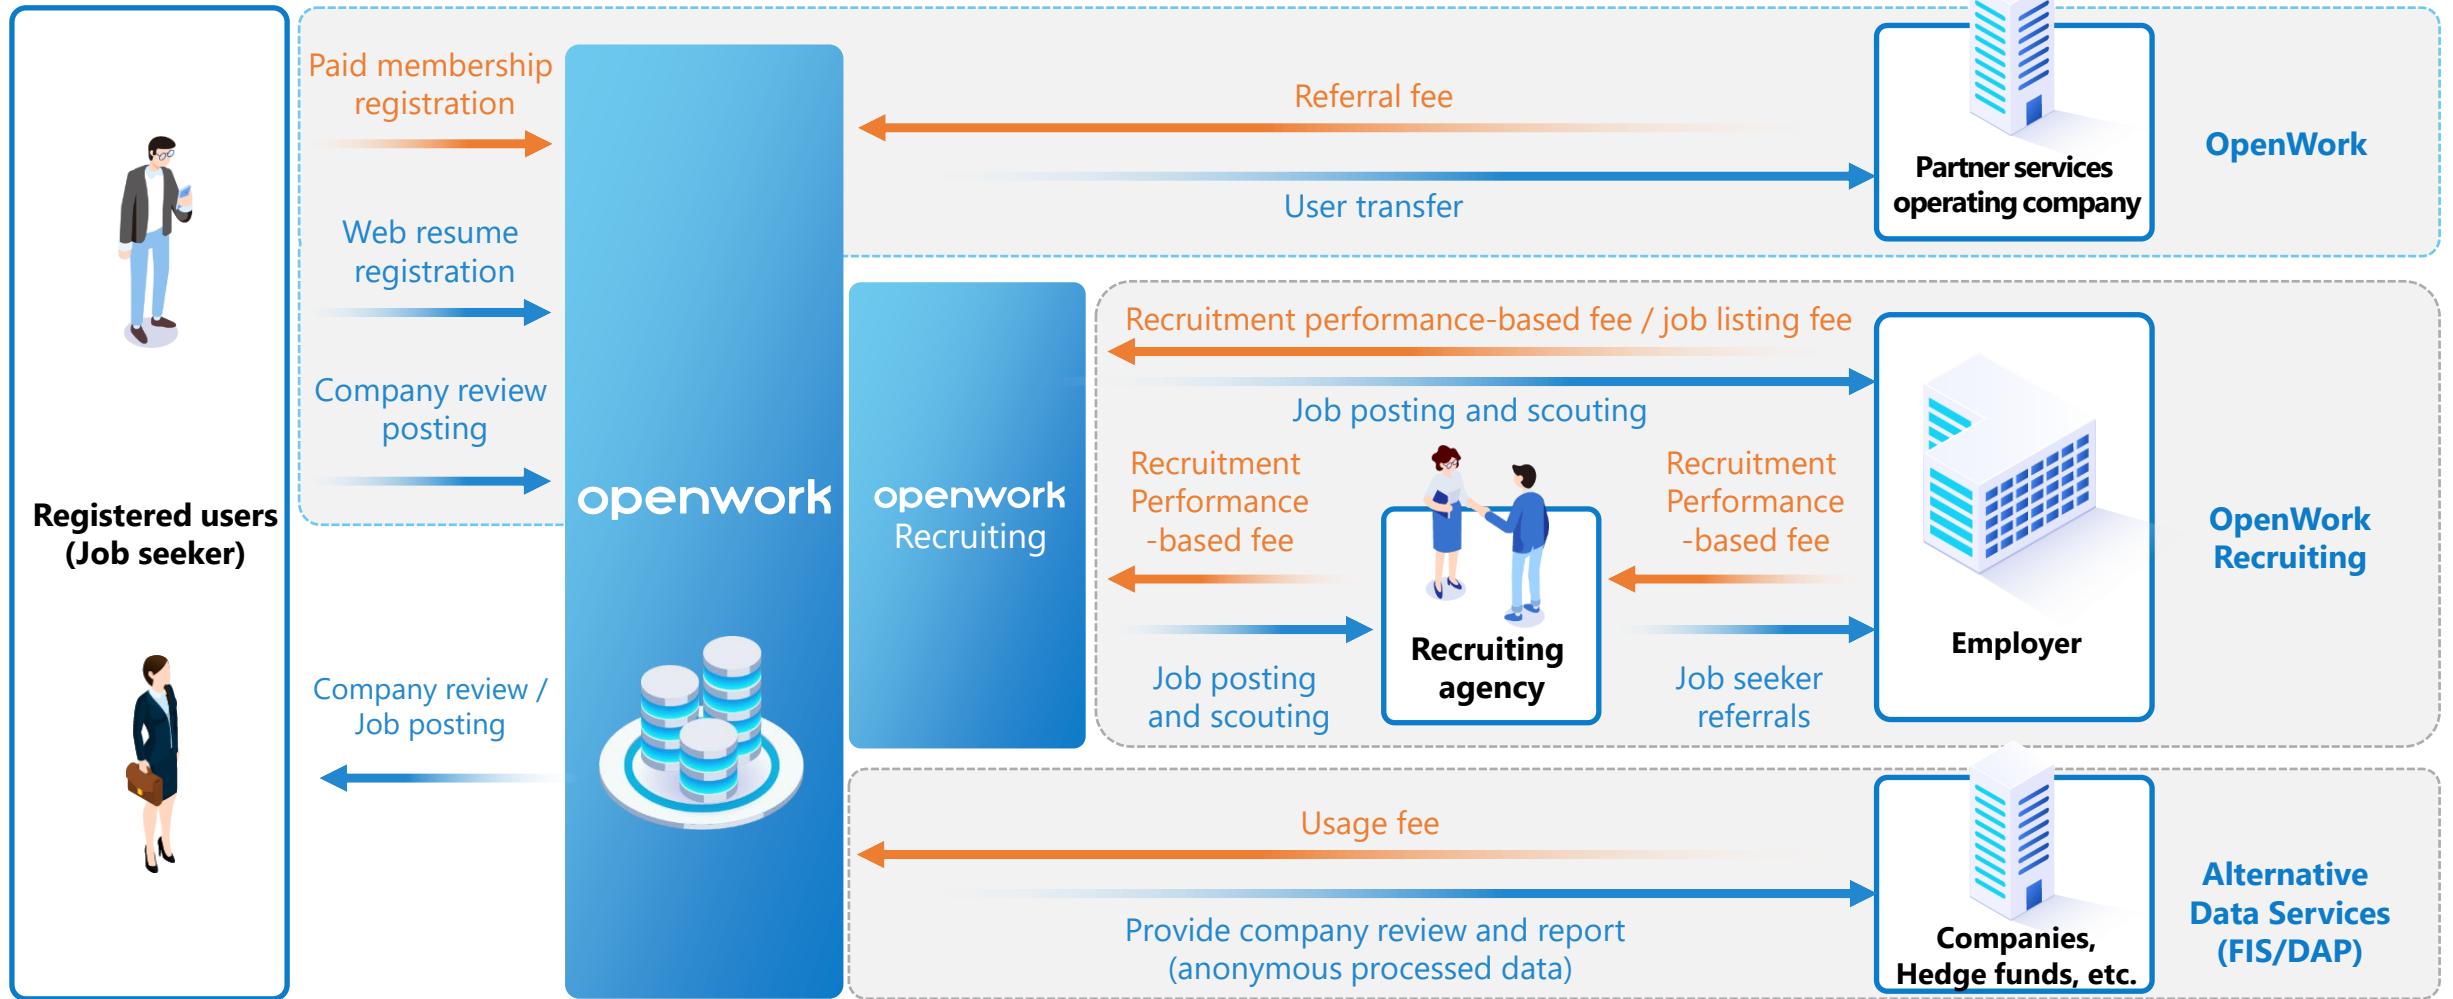 Registered users
(Job seeker)
Paid membership
registration
Web resume
registration
Company review
posting
Company review /
Job posting
openwork
openwork
Recruiting
Referral fee
User transfer
Partner services
operating company
OpenWork
Recruitment performance-based fee / job listing fee
Job posting and scouting
Recruitment
Performance
-based fee
Job posting
and scouting
Recruiting
agency
Recruitment
Performance
-based fee
Job seeker
referrals
Employer
OpenWork
Recruiting
Usage fee
Provide company review and report
(anonymous processed data)
Companies,
Hedge funds, etc.
Alternative
Data Services
(FIS/DAP)